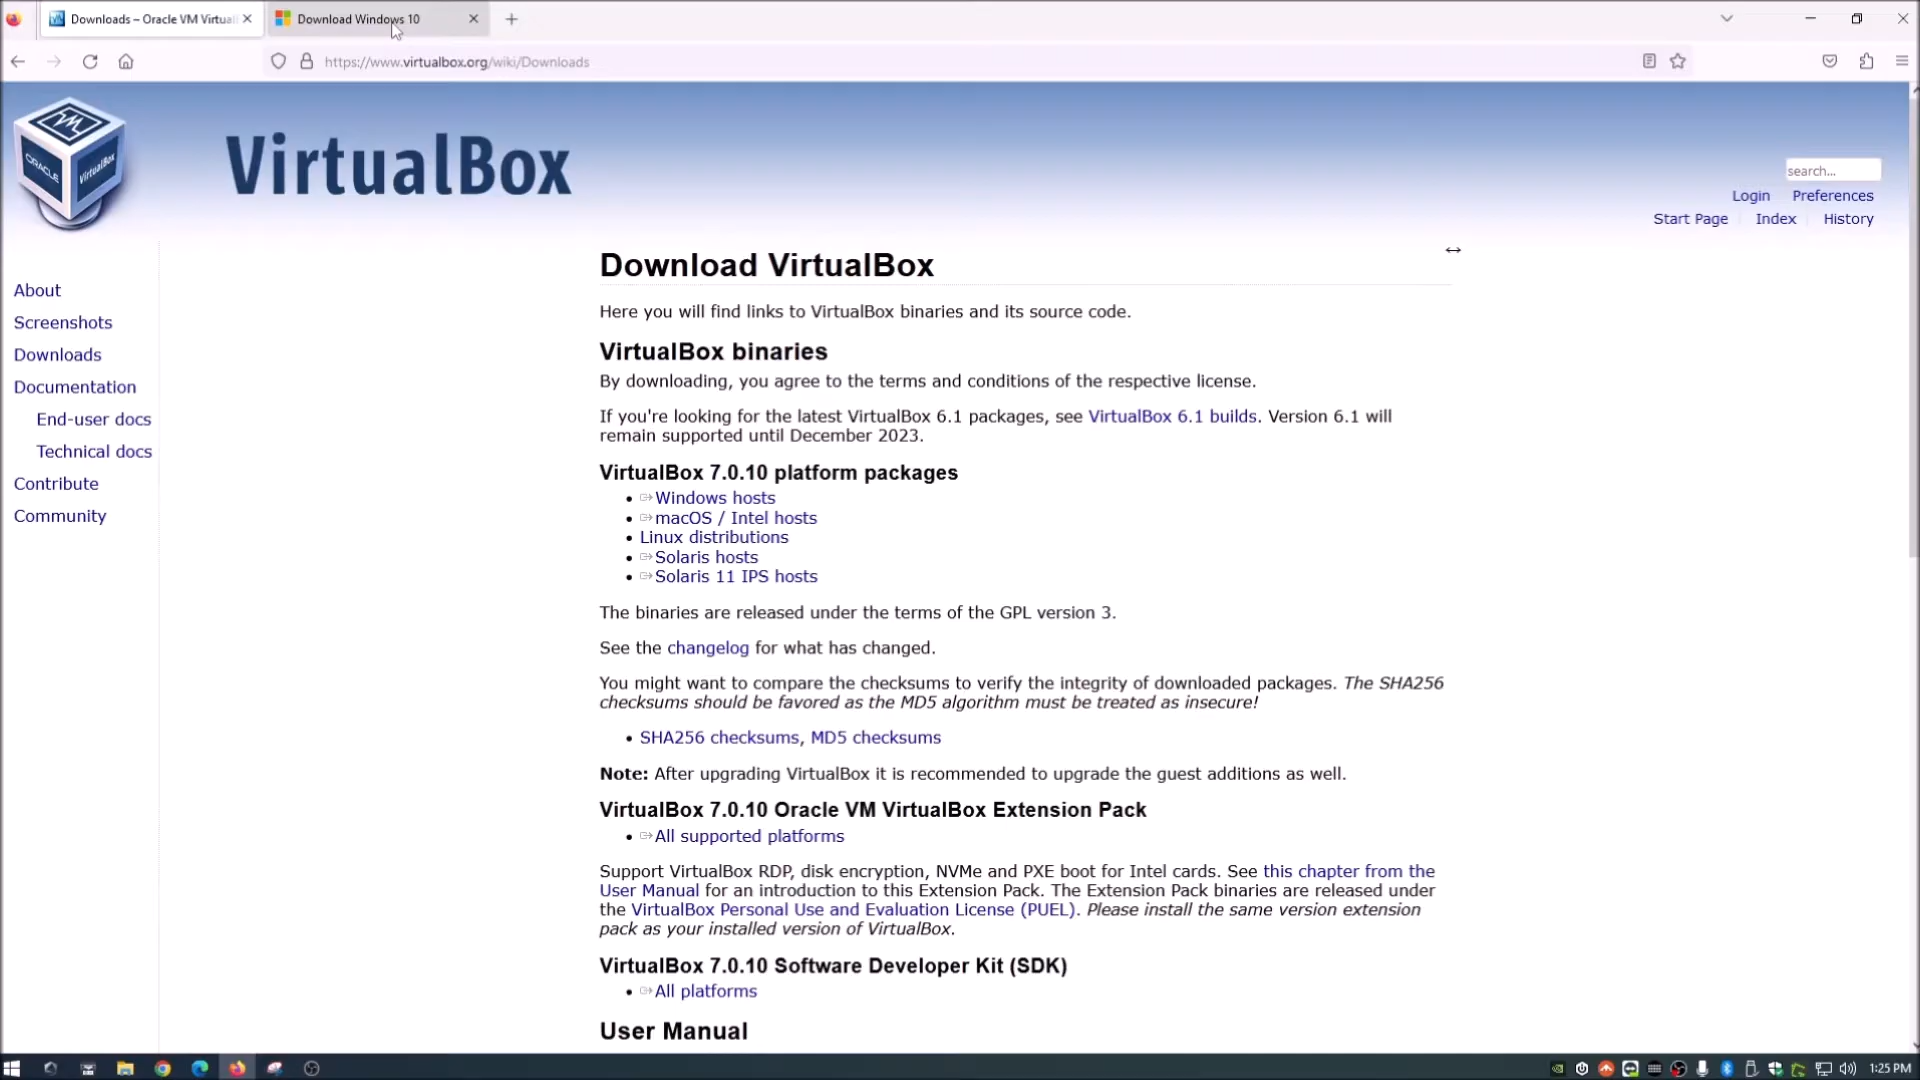 Downloads – Oracle VM Virtual
Download Windows 10
https://www.virtualbox.org/wiki/Downloads
ORACLE
VirtualBox
VirtualBox
search...
Login Preferences
Start Page Index History
About
Screenshots
Downloads
Documentation
End-user docs
Technical docs
Contribute
Community
Download VirtualBox
Here you will find links to VirtualBox binaries and its source code.
VirtualBox binaries
By downloading, you agree to the terms and conditions of the respective license.
If you're looking for the latest VirtualBox 6.1 packages, see VirtualBox 6.1 builds. Version 6.1 will
remain supported until December 2023.
VirtualBox 7.0.10 platform packages
• Windows hosts
• macOS / Intel hosts
• Linux distributions
• Solaris hosts
• Solaris 11 IPS hosts
The binaries are released under the terms of the GPL version 3.
See the changelog for what has changed.
You might want to compare the checksums to verify the integrity of downloaded packages. The SHA256
checksums should be favored as the MD5 algorithm must be treated as insecure!
• SHA256 checksums, MD5 checksums
Note: After upgrading VirtualBox it is recommended to upgrade the guest additions as well.
VirtualBox 7.0.10 Oracle VM VirtualBox Extension Pack
• All supported platforms
Support VirtualBox RDP, disk encryption, NVMe and PXE boot for Intel cards. See this chapter from the
User Manual for an introduction to this Extension Pack. The Extension Pack binaries are released under
the VirtualBox Personal Use and Evaluation License (PUEL). Please install the same version extension
pack as your installed version of VirtualBox.
VirtualBox 7.0.10 Software Developer Kit (SDK)
• All platforms
User Manual
1:25 PM